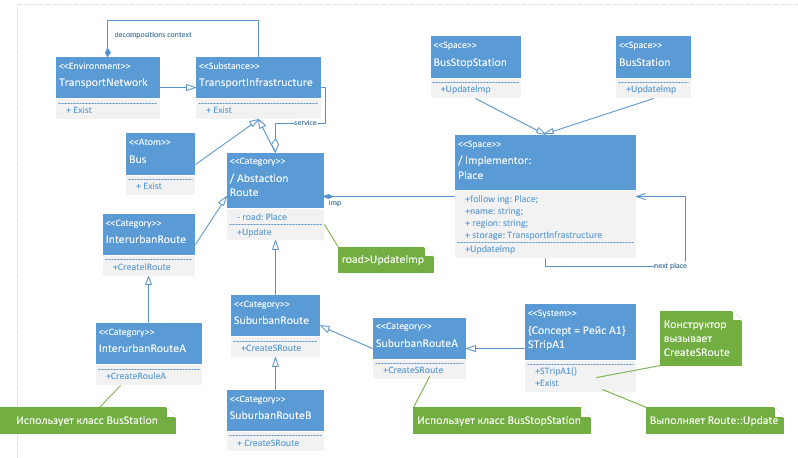 decompositions context
<<Environment>>
TransportNetwork
+ Exist
<<Substance>>
TransportInfrastructure
+ Exist
service
<<Space>>
BusStopStation
+UpdateImp
<<Space>>
BusStation
+UpdateImp
<<Atom>>
Bus
+ Exist
<<Category>>
/ Abstaction
Route
- road: Place
+Update
imp
<<Space>>
/ Implementor:
Place
+follow ing: Place;
+name: string;
+ region: string;
+ storage: TransportInfrastructure
+UpdateImp
next place
road>UpdateImp
<<Category>>
InterurbanRoute
+CreateIRoute
<<Category>>
InterurbanRouteA
+CreateRouleA
Использует класс BusStation
<<Category>>
SuburbanRoute
+CreateSRoute
<<Category>>
SuburbanRouteB
+ CreateSRoute
<<Category>>
SuburbanRouteA
+CreateSRoute
Использует класс BusStopStation
<<System>>
{Concept = Рейс A1}
STripA1
+STripA1()
+Exist
Конструктор
вызывает
CreateSRoute
Выполняет Route::Update